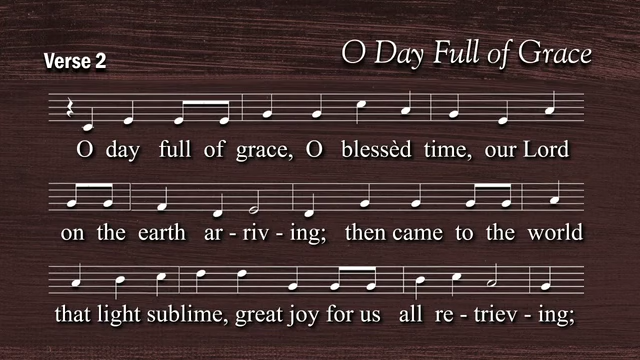 Verse 2
O Day Full of Grace
O day full of grace, O blessèd time, our Lord
on the earth ar - riv - ing; then came to the world
that light sublime, great joy for us all re - triev - ing;